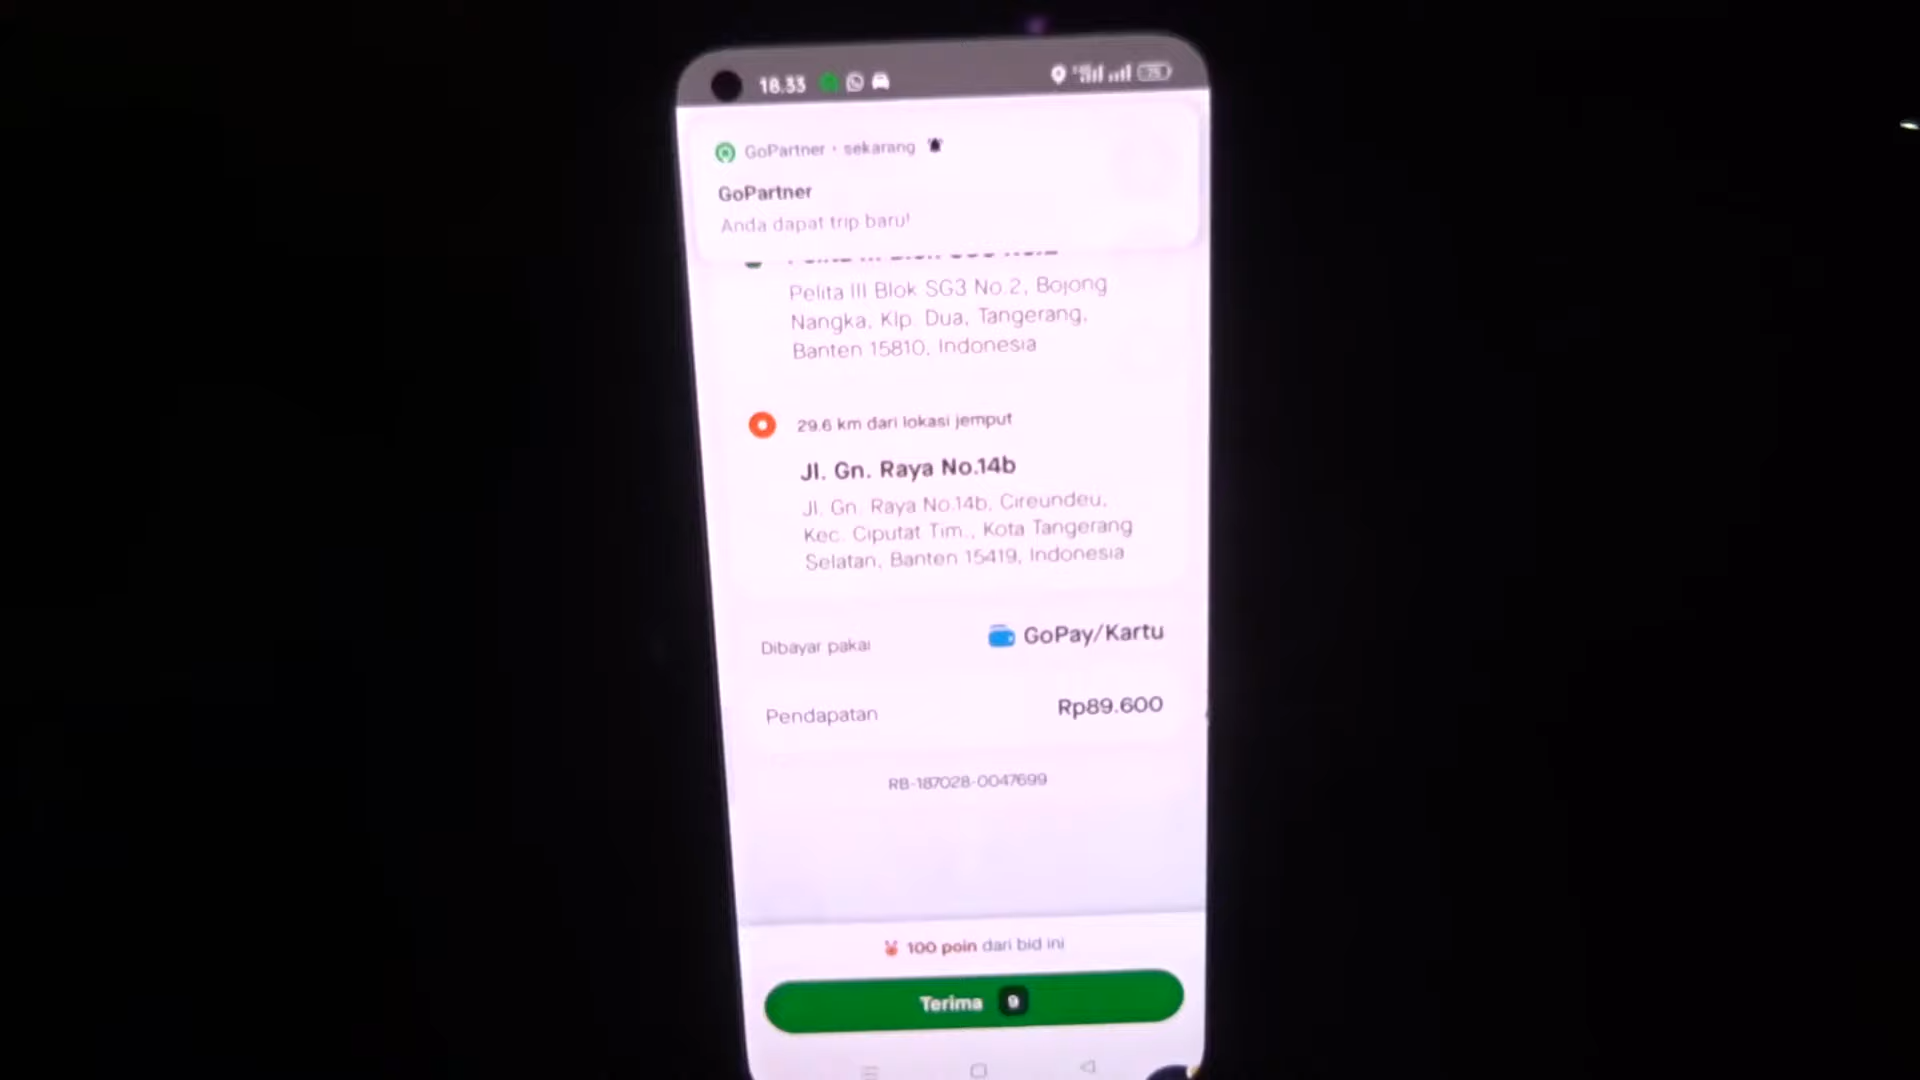 18.33
75
GoPartner • sekarang
GoPartner
Anda dapat trip baru!
Pelita III Blok SG3 No.2, Bojong
Nangka, Klp. Dua, Tangerang,
Banten 15810, Indonesia
29.6 km dari lokasi jemput
Jl. Gn. Raya No.14b
Jl. Gn. Raya No.14b, Cireundeu,
Kec. Ciputat Tim., Kota Tangerang
Selatan, Banten 15419, Indonesia
Dibayar pakai GoPay/Kartu
Pendapatan Rp89.600
RB-187028-0047699
100 poin dari bid ini
Terima 9